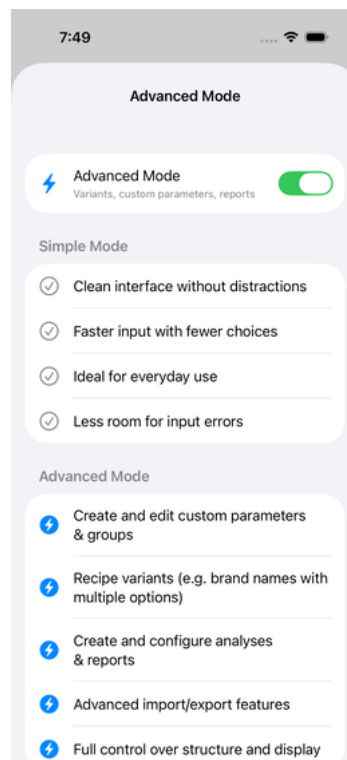 7:49
Advanced Mode
Advanced Mode
Variants, custom parameters, reports
Simple Mode
Clean interface without distractions
Faster input with fewer choices
Ideal for everyday use
Less room for input errors
Advanced Mode
Create and edit custom parameters
& groups
Recipe variants (e.g. brand names with
multiple options)
Create and configure analyses
& reports
Advanced import/export features
Full control over structure and display